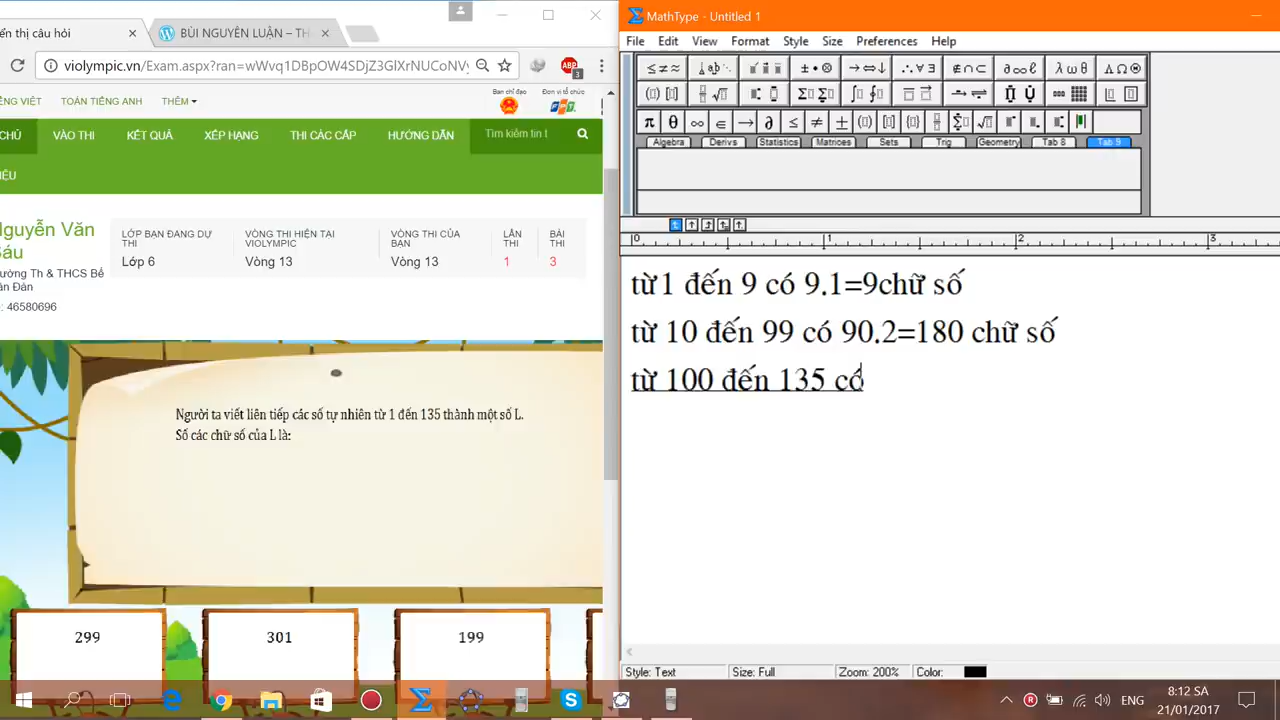 ển thị câu hỏi
BÙI NGUYÊN LUẬN – TH
violympic.vn/Exam.aspx?ran=wWvq1DBpOW4SDjZ3GIXrNUCoNV
ABP
3
ẾNG VIỆT
TOÁN TIẾNG ANH
THÊM
Ban chỉ đạo
Đơn vị tổ chức
CHỦ
VÀO THI
KẾT QUẢ
XẾP HẠNG
THI CÁC CẤP
HƯỚNG DẪN
Tìm kiếm tin t
IỆU
Nguyễn Văn
Sáu
ường Th & THCS Bế
ăn Đàn
: 46580696
LỚP BẠN ĐANG DỰ
THI
Lớp 6
VÒNG THI HIỆN TẠI
VIOLYMPIC
Vòng 13
VÒNG THI CỦA
BẠN
Vòng 13
LẦN
THI
1
BÀI
THI
3
Người ta viết liên tiếp các số tự nhiên từ 1 đến 135 thành một số L.
Số các chữ số của L là:
299
301
199
MathType - Untitled 1
File Edit View Format Style Size Preferences Help
Algebra Derivs Statistics Matrices Sets Trig Geometry Tab 8 Tab 9
0 1 2 3
từ 1 đến 9 có 9.1=9chữ số
từ 10 đến 99 có 90.2=180 chữ số
từ 100 đến 135 có
Style: Text Size: Full Zoom: 200% Color:
ENG
8:12 SA
21/01/2017